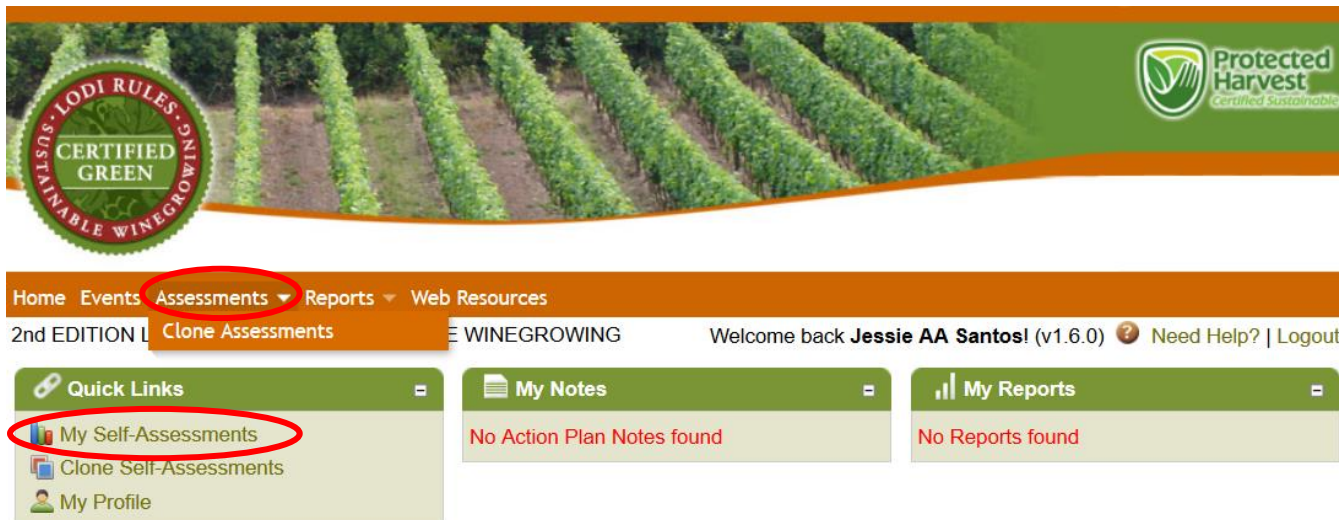 LODI RULES
SUSTAINABLE WINEGROWING
CERTIFIED
GREEN
Protected
Harvest
Certified Sustainable
Home Events Assessments Reports Web Resources
Clone Assessments
2nd EDITION L E WINEGROWING Welcome back Jessie AA Santos! (v1.6.0) Need Help? | Logout
Quick Links My Notes My Reports
My Self-Assessments No Action Plan Notes found No Reports found
Clone Self-Assessments
My Profile